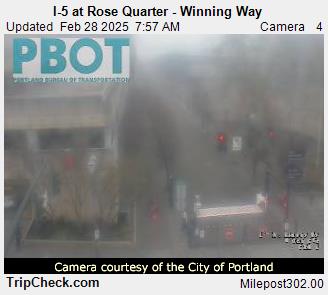 I-5 at Rose Quarter - Winning Way
Updated Feb 28 2025 7:57 AM Camera 4
PBOT
PORTLAND BUREAU OF TRANSPORTATION
Camera courtesy of the City of Portland
TripCheck.com Milepost302.00